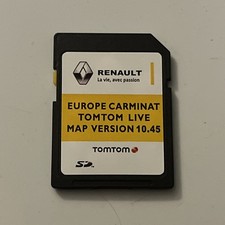 RENAULT
La vie, avec passion
EUROPE CARMINAT
TOMTOM LIVE
MAP VERSION 10.45
TOMTOM
SD